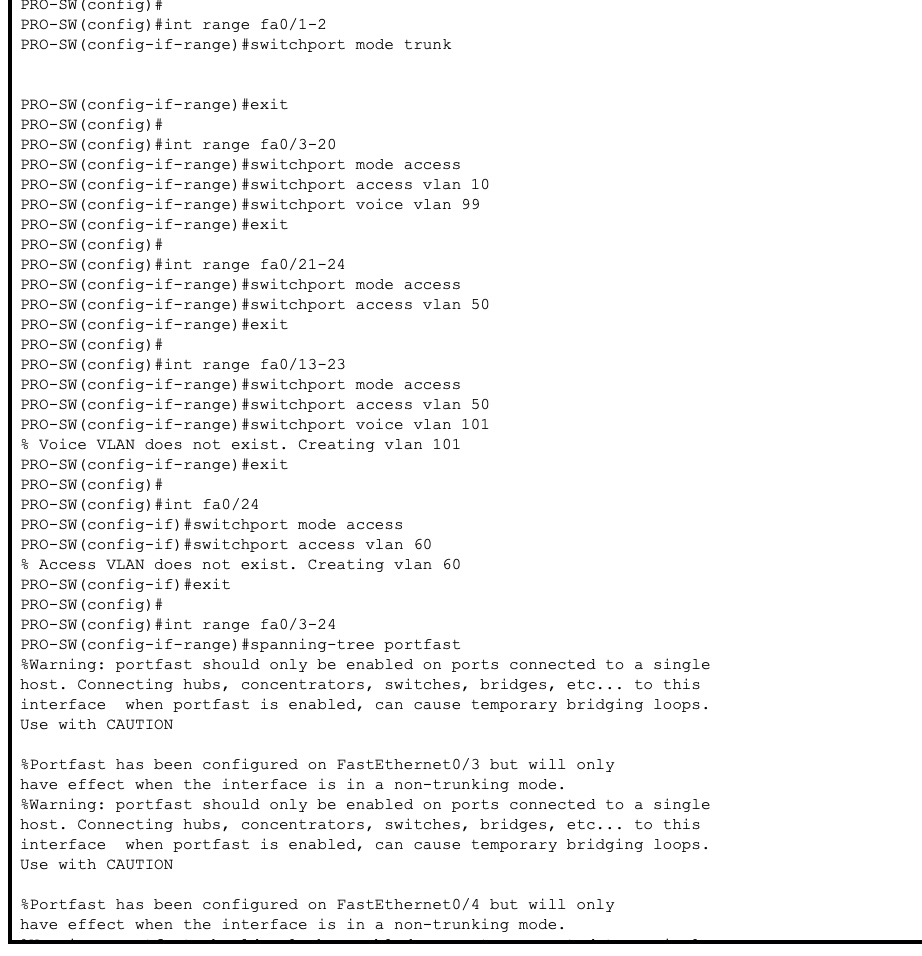 PRO-SW(config)#
PRO-SW(config)#int range fa0/1-2
PRO-SW(config-if-range)#switchport mode trunk
PRO-SW(config-if-range)#exit
PRO-SW(config)#
PRO-SW(config)#int range fa0/3-20
PRO-SW(config-if-range)#switchport mode access
PRO-SW(config-if-range)#switchport access vlan 10
PRO-SW(config-if-range)#switchport voice vlan 99
PRO-SW(config-if-range)#exit
PRO-SW(config)#
PRO-SW(config)#int range fa0/21-24
PRO-SW(config-if-range)#switchport mode access
PRO-SW(config-if-range)#switchport access vlan 50
PRO-SW(config-if-range)#exit
PRO-SW(config)#
PRO-SW(config)#int range fa0/13-23
PRO-SW(config-if-range)#switchport mode access
PRO-SW(config-if-range)#switchport access vlan 50
PRO-SW(config-if-range)#switchport voice vlan 101
% Voice VLAN does not exist. Creating vlan 101
PRO-SW(config-if-range)#exit
PRO-SW(config)#
PRO-SW(config)#int fa0/24
PRO-SW(config-if)#switchport mode access
PRO-SW(config-if)#switchport access vlan 60
% Access VLAN does not exist. Creating vlan 60
PRO-SW(config-if)#exit
PRO-SW(config)#
PRO-SW(config)#int range fa0/3-24
PRO-SW(config-if-range)#spanning-tree portfast
%Warning: portfast should only be enabled on ports connected to a single
host. Connecting hubs, concentrators, switches, bridges, etc... to this
interface  when portfast is enabled, can cause temporary bridging loops.
Use with CAUTION
%Portfast has been configured on FastEthernet0/3 but will only
have effect when the interface is in a non-trunking mode.
%Warning: portfast should only be enabled on ports connected to a single
host. Connecting hubs, concentrators, switches, bridges, etc... to this
interface  when portfast is enabled, can cause temporary bridging loops.
Use with CAUTION
%Portfast has been configured on FastEthernet0/4 but will only
have effect when the interface is in a non-trunking mode.